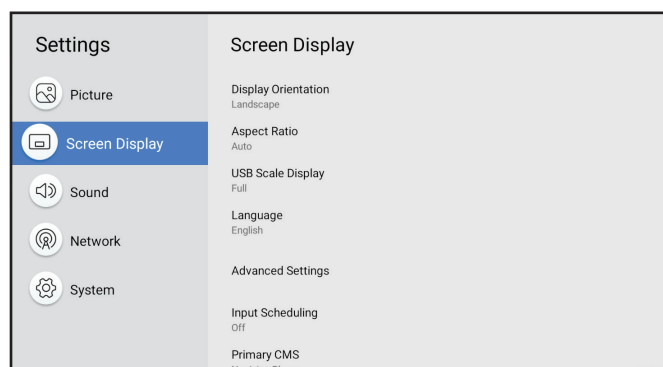 Settings
Picture
Screen Display
Sound
Network
System
Screen Display
Display Orientation
Landscape
Aspect Ratio
Auto
USB Scale Display
Full
Language
English
Advanced Settings
Input Scheduling
Off
Primary CMS